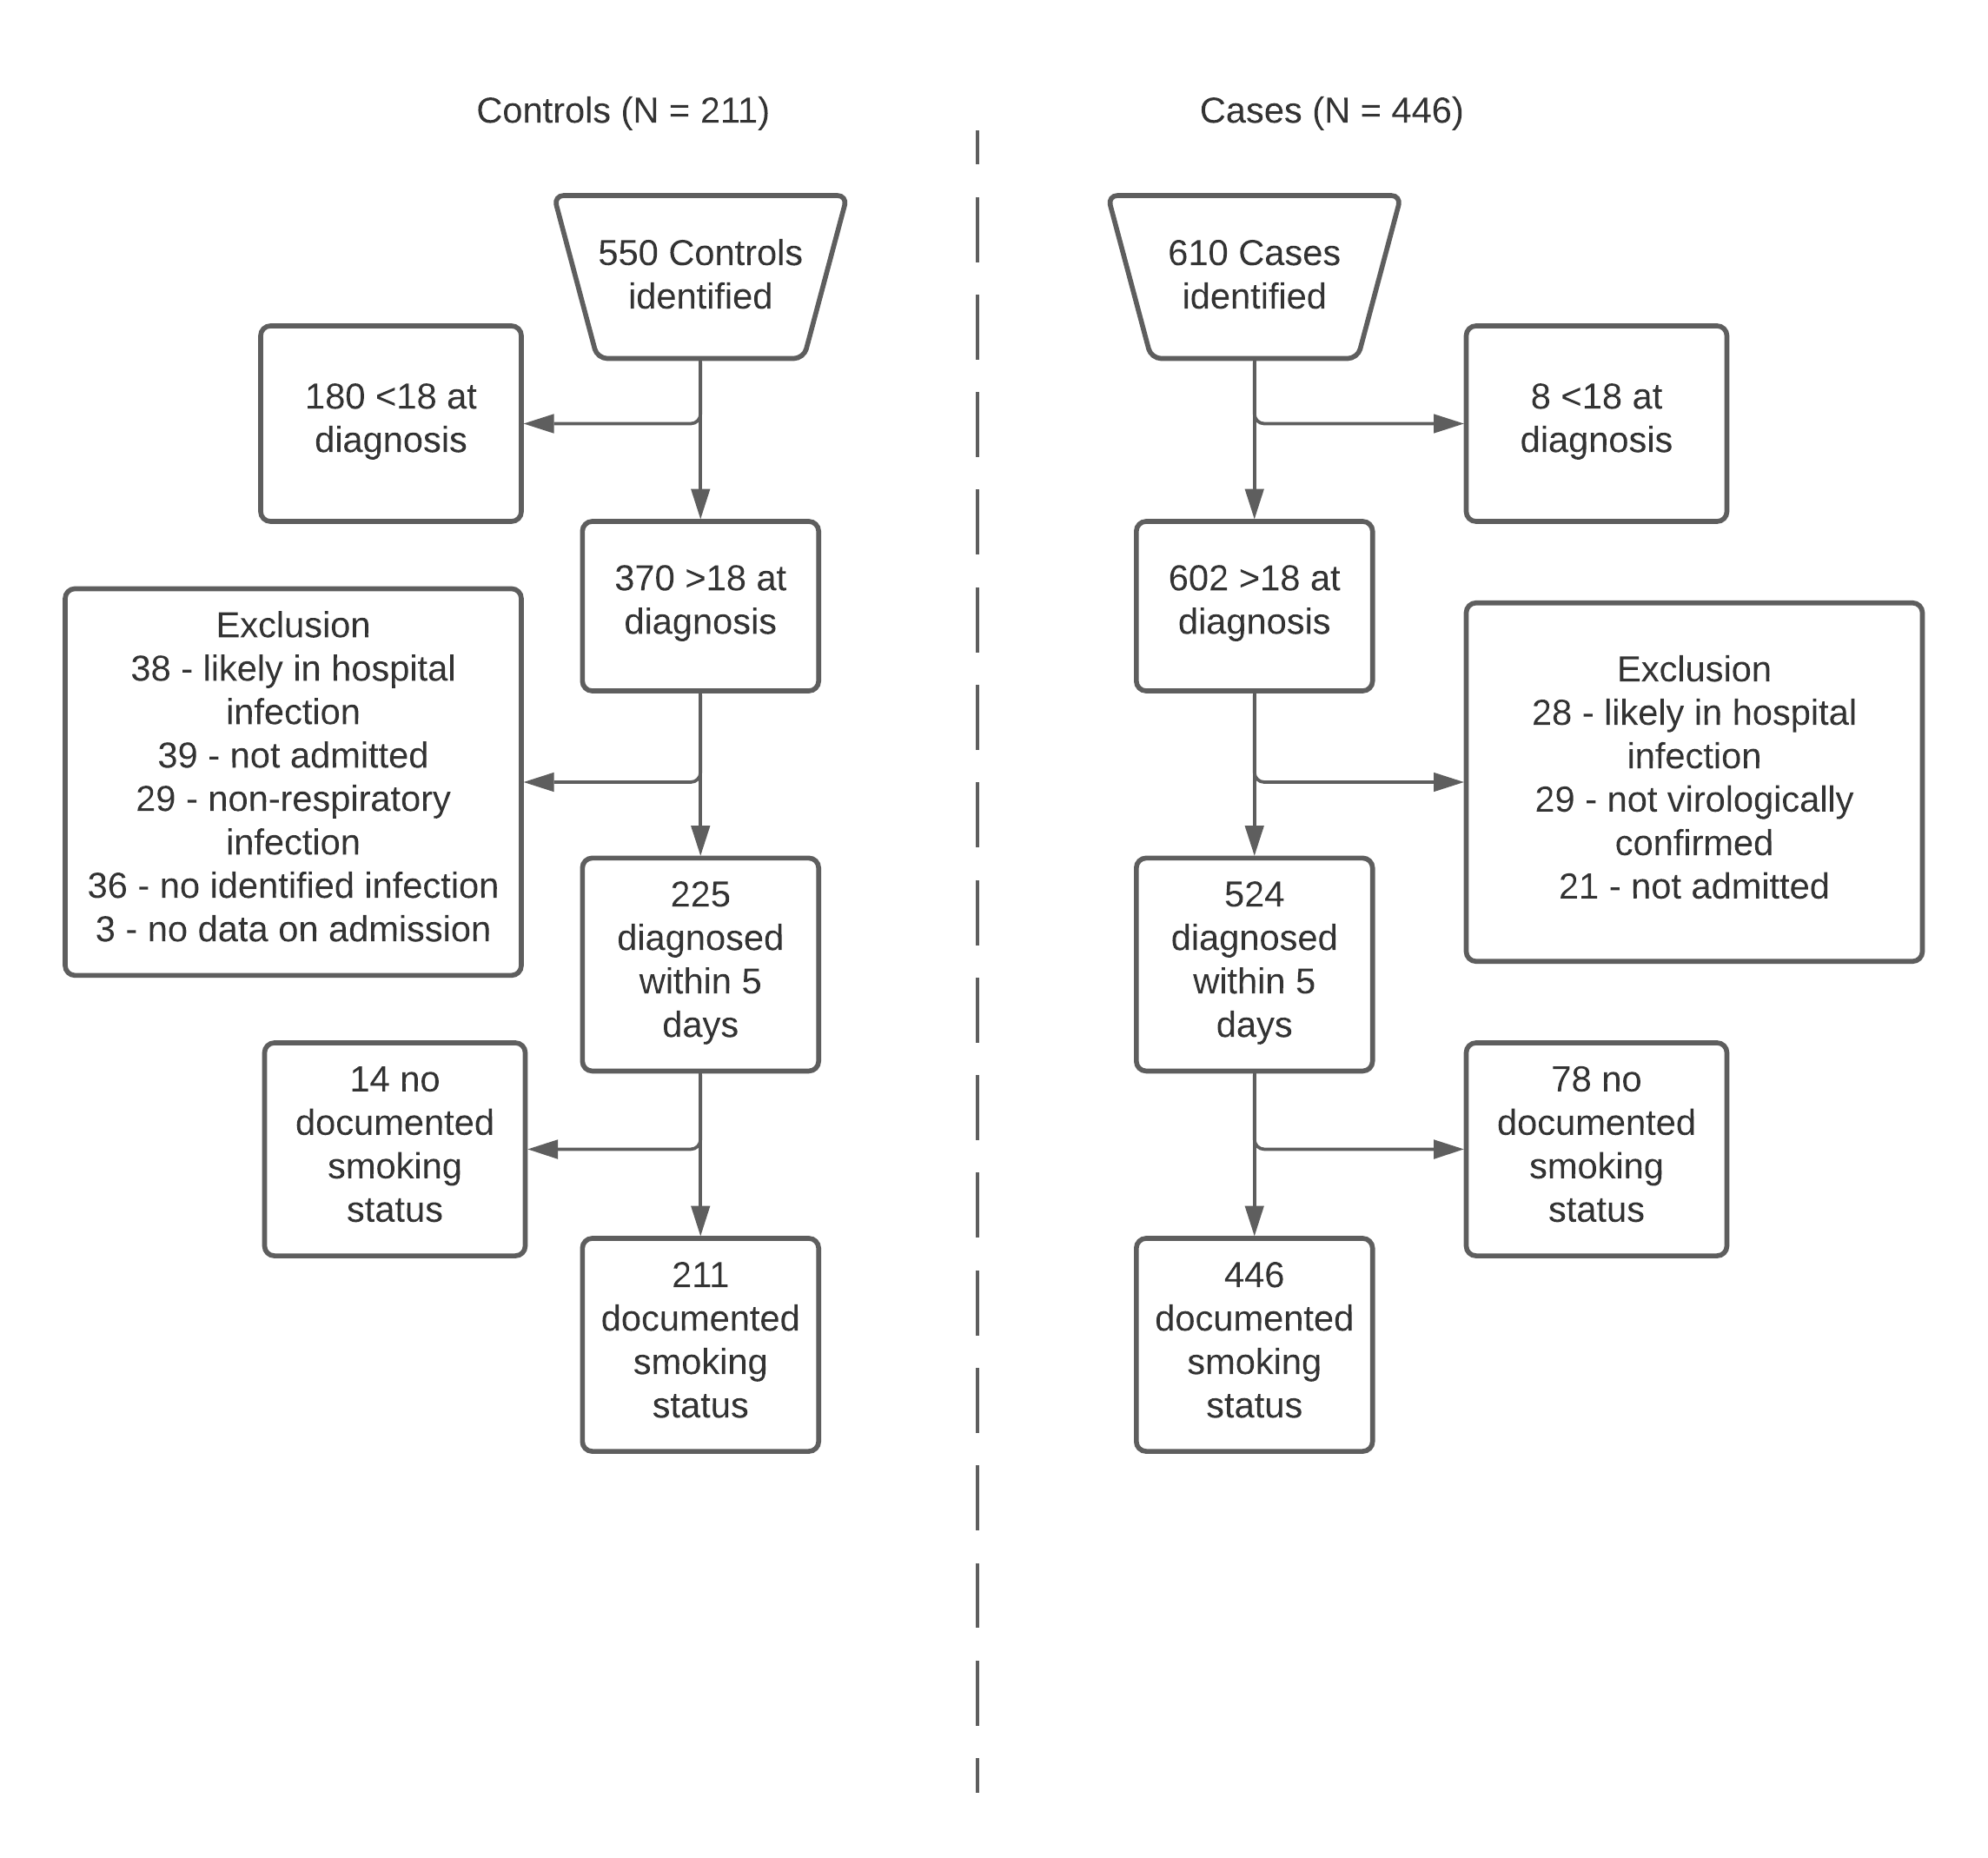 Controls (N = 211)
550 Controls
identified
180 <18 at
diagnosis
370 >18 at
diagnosis
Exclusion
38 - likely in hospital
infection
39 - not admitted
29 - non-respiratory
infection
36 - no identified infection
3 - no data on admission
225
diagnosed
within 5
days
14 no
documented
smoking
status
211
documented
smoking
status
Cases (N = 446)
610 Cases
identified
8 <18 at
diagnosis
602 >18 at
diagnosis
Exclusion
28 - likely in hospital
infection
29 - not virologically
confirmed
21 - not admitted
524
diagnosed
within 5
days
78 no
documented
smoking
status
446
documented
smoking
status